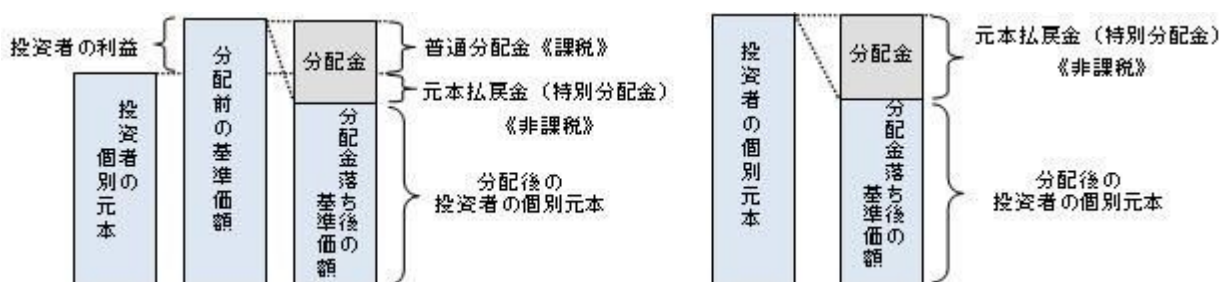 投資者の利益
投資者の
個別元本
分配前の基準価額
分配金
分配金落ち後の
基準価額
普通分配金《課税》
元本払戻金（特別分配金）
《非課税》
分配後の
投資者の個別元本
投資者の個別元本
分配金
分配金落ち後の
基準価額
元本払戻金（特別分配金）
《非課税》
分配後の
投資者の個別元本